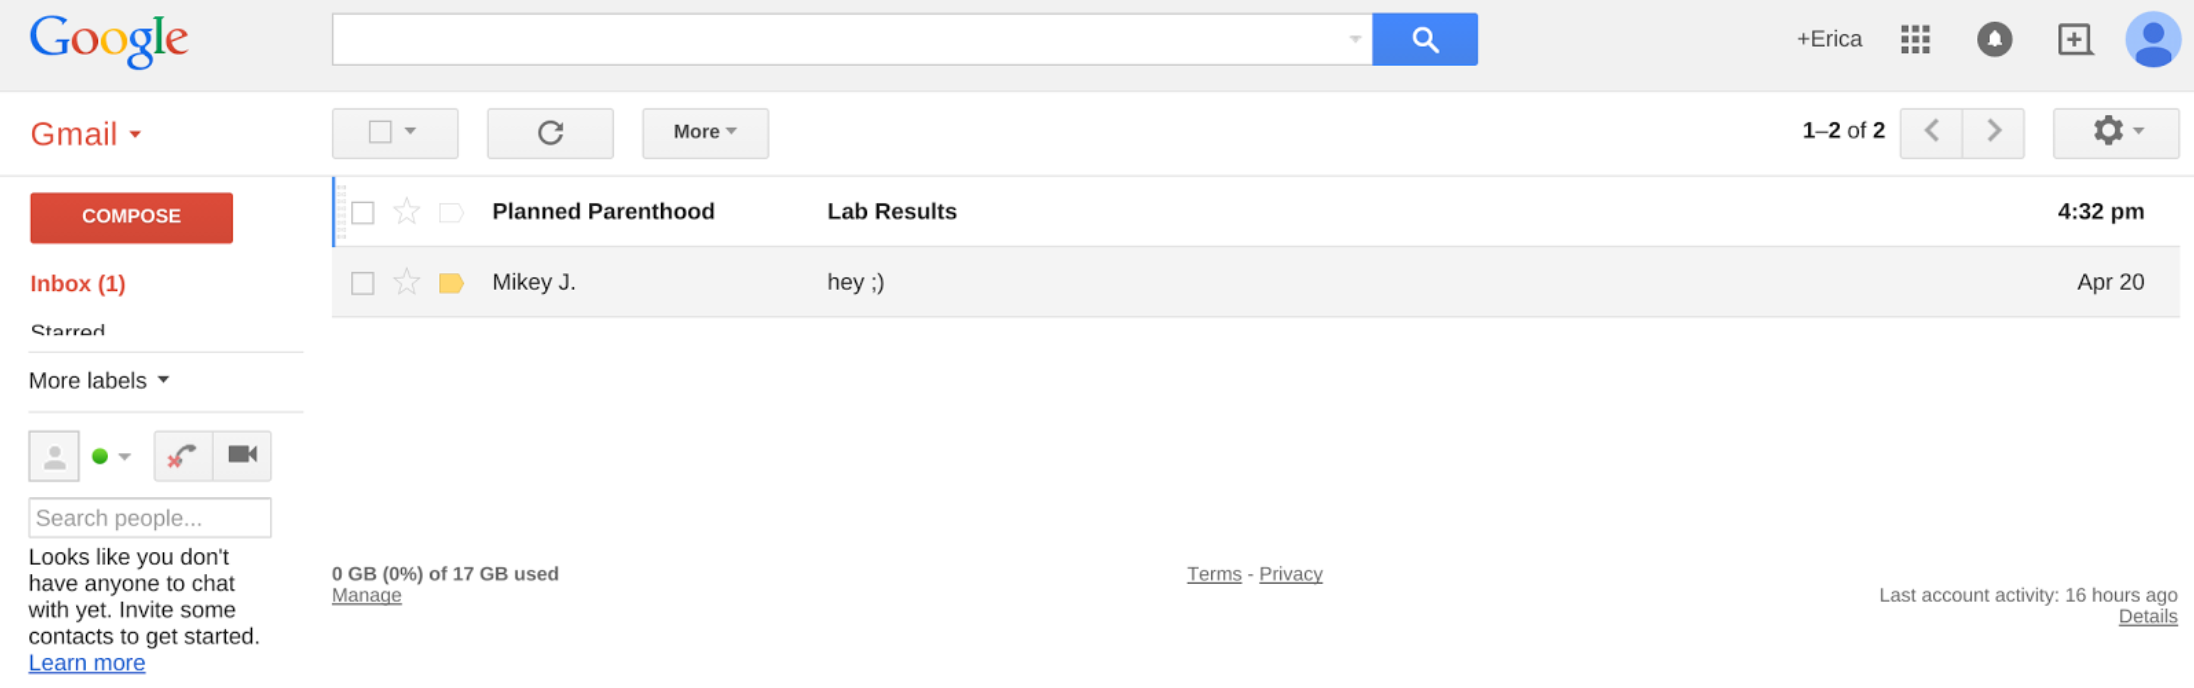 Google
+Erica
Gmail
More
1–2 of 2
COMPOSE
Planned Parenthood Lab Results 4:32 pm
Inbox (1)
Mikey J. hey ;) Apr 20
Starred
More labels
Search people...
Looks like you don't
have anyone to chat
with yet. Invite some
contacts to get started.
Learn more
0 GB (0%) of 17 GB used
Manage
Terms - Privacy
Last account activity: 16 hours ago
Details